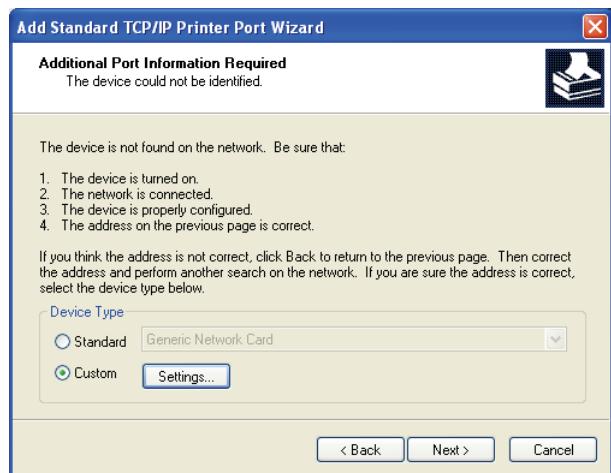 Add Standard TCP/IP Printer Port Wizard
Additional Port Information Required
The device could not be identified.
The device is not found on the network. Be sure that:
1. The device is turned on.
2. The network is connected.
3. The device is properly configured.
4. The address on the previous page is correct.
If you think the address is not correct, click Back to return to the previous page. Then correct
the address and perform another search on the network. If you are sure the address is correct,
select the device type below.
Device Type
Standard Generic Network Card
Custom Settings...
< Back Next > Cancel